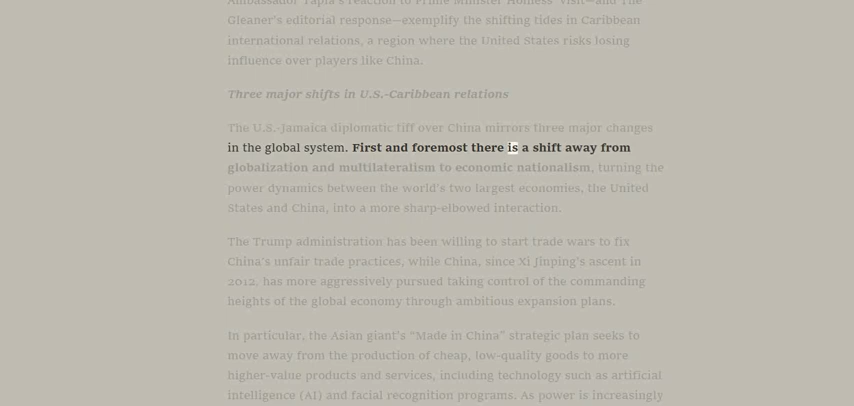 Ambassador Tapia's reaction to Prime Minister Holness' visit—and The
Gleaner's editorial response—exemplify the shifting tides in Caribbean
international relations, a region where the United States risks losing
influence over players like China.
Three major shifts in U.S.-Caribbean relations
The U.S.-Jamaica diplomatic tiff over China mirrors three major changes
in the global system. First and foremost there is a shift away from
globalization and multilateralism to economic nationalism, turning the
power dynamics between the world's two largest economies, the United
States and China, into a more sharp-elbowed interaction.
The Trump administration has been willing to start trade wars to fix
China's unfair trade practices, while China, since Xi Jinping's ascent in
2012, has more aggressively pursued taking control of the commanding
heights of the global economy through ambitious expansion plans.
In particular, the Asian giant's "Made in China" strategic plan seeks to
move away from the production of cheap, low-quality goods to more
higher-value products and services, including technology such as artificial
intelligence (AI) and facial recognition programs. As power is increasingly